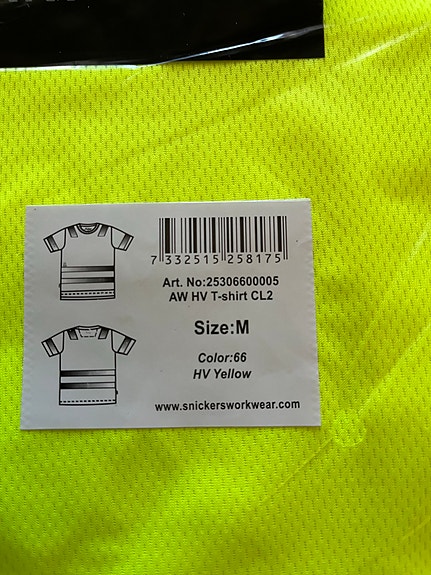 7 332515 258175
Art. No:25306600005
AW HV T-shirt CL2
Size:M
Color:66
HV Yellow
www.snickersworkwear.com